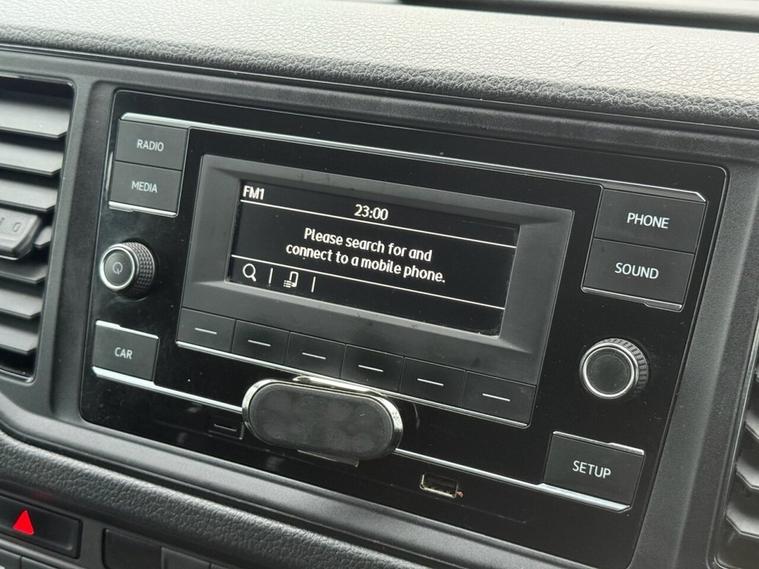 RADIO
MEDIA
FM1
23:00
Please search for and
connect to a mobile phone.
PHONE
SOUND
CAR
SETUP